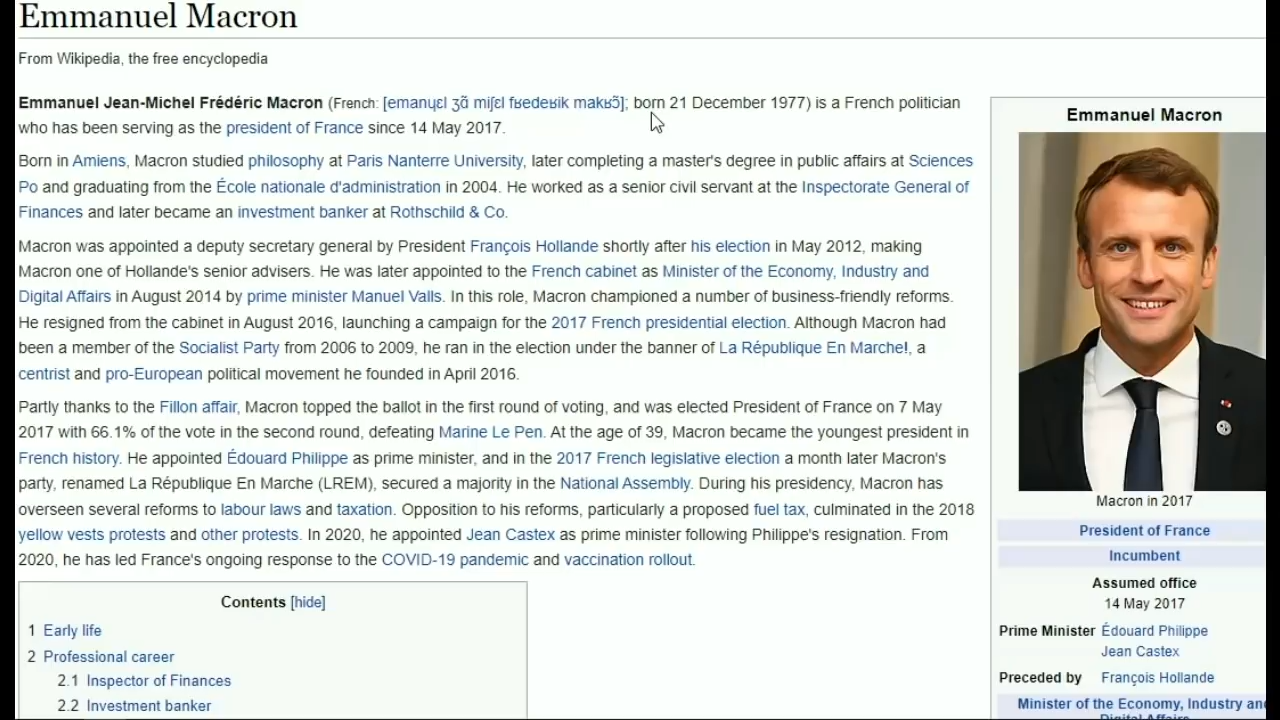 Emmanuel Macron
From Wikipedia, the free encyclopedia
Emmanuel Jean-Michel Frédéric Macron (French: [emanɥɛl ʒɑ̃ miʃɛl fʁedeʁik makʁɔ̃]; born 21 December 1977) is a French politician
who has been serving as the president of France since 14 May 2017.
Born in Amiens, Macron studied philosophy at Paris Nanterre University, later completing a master's degree in public affairs at Sciences
Po and graduating from the École nationale d'administration in 2004. He worked as a senior civil servant at the Inspectorate General of
Finances and later became an investment banker at Rothschild & Co.
Macron was appointed a deputy secretary general by President François Hollande shortly after his election in May 2012, making
Macron one of Hollande's senior advisers. He was later appointed to the French cabinet as Minister of the Economy, Industry and
Digital Affairs in August 2014 by prime minister Manuel Valls. In this role, Macron championed a number of business-friendly reforms.
He resigned from the cabinet in August 2016, launching a campaign for the 2017 French presidential election. Although Macron had
been a member of the Socialist Party from 2006 to 2009, he ran in the election under the banner of La République En Marche!, a
centrist and pro-European political movement he founded in April 2016.
Partly thanks to the Fillon affair, Macron topped the ballot in the first round of voting, and was elected President of France on 7 May
2017 with 66.1% of the vote in the second round, defeating Marine Le Pen. At the age of 39, Macron became the youngest president in
French history. He appointed Édouard Philippe as prime minister, and in the 2017 French legislative election a month later Macron's
party, renamed La République En Marche (LREM), secured a majority in the National Assembly. During his presidency, Macron has
overseen several reforms to labour laws and taxation. Opposition to his reforms, particularly a proposed fuel tax, culminated in the 2018
yellow vests protests and other protests. In 2020, he appointed Jean Castex as prime minister following Philippe's resignation. From
2020, he has led France's ongoing response to the COVID-19 pandemic and vaccination rollout.
Contents [hide]
1 Early life
2 Professional career
2.1 Inspector of Finances
2.2 Investment banker
Emmanuel Macron
Macron in 2017
President of France
Incumbent
Assumed office
14 May 2017
Prime Minister Édouard Philippe
Jean Castex
Preceded by François Hollande
Minister of the Economy, Industry and
Digital Affairs